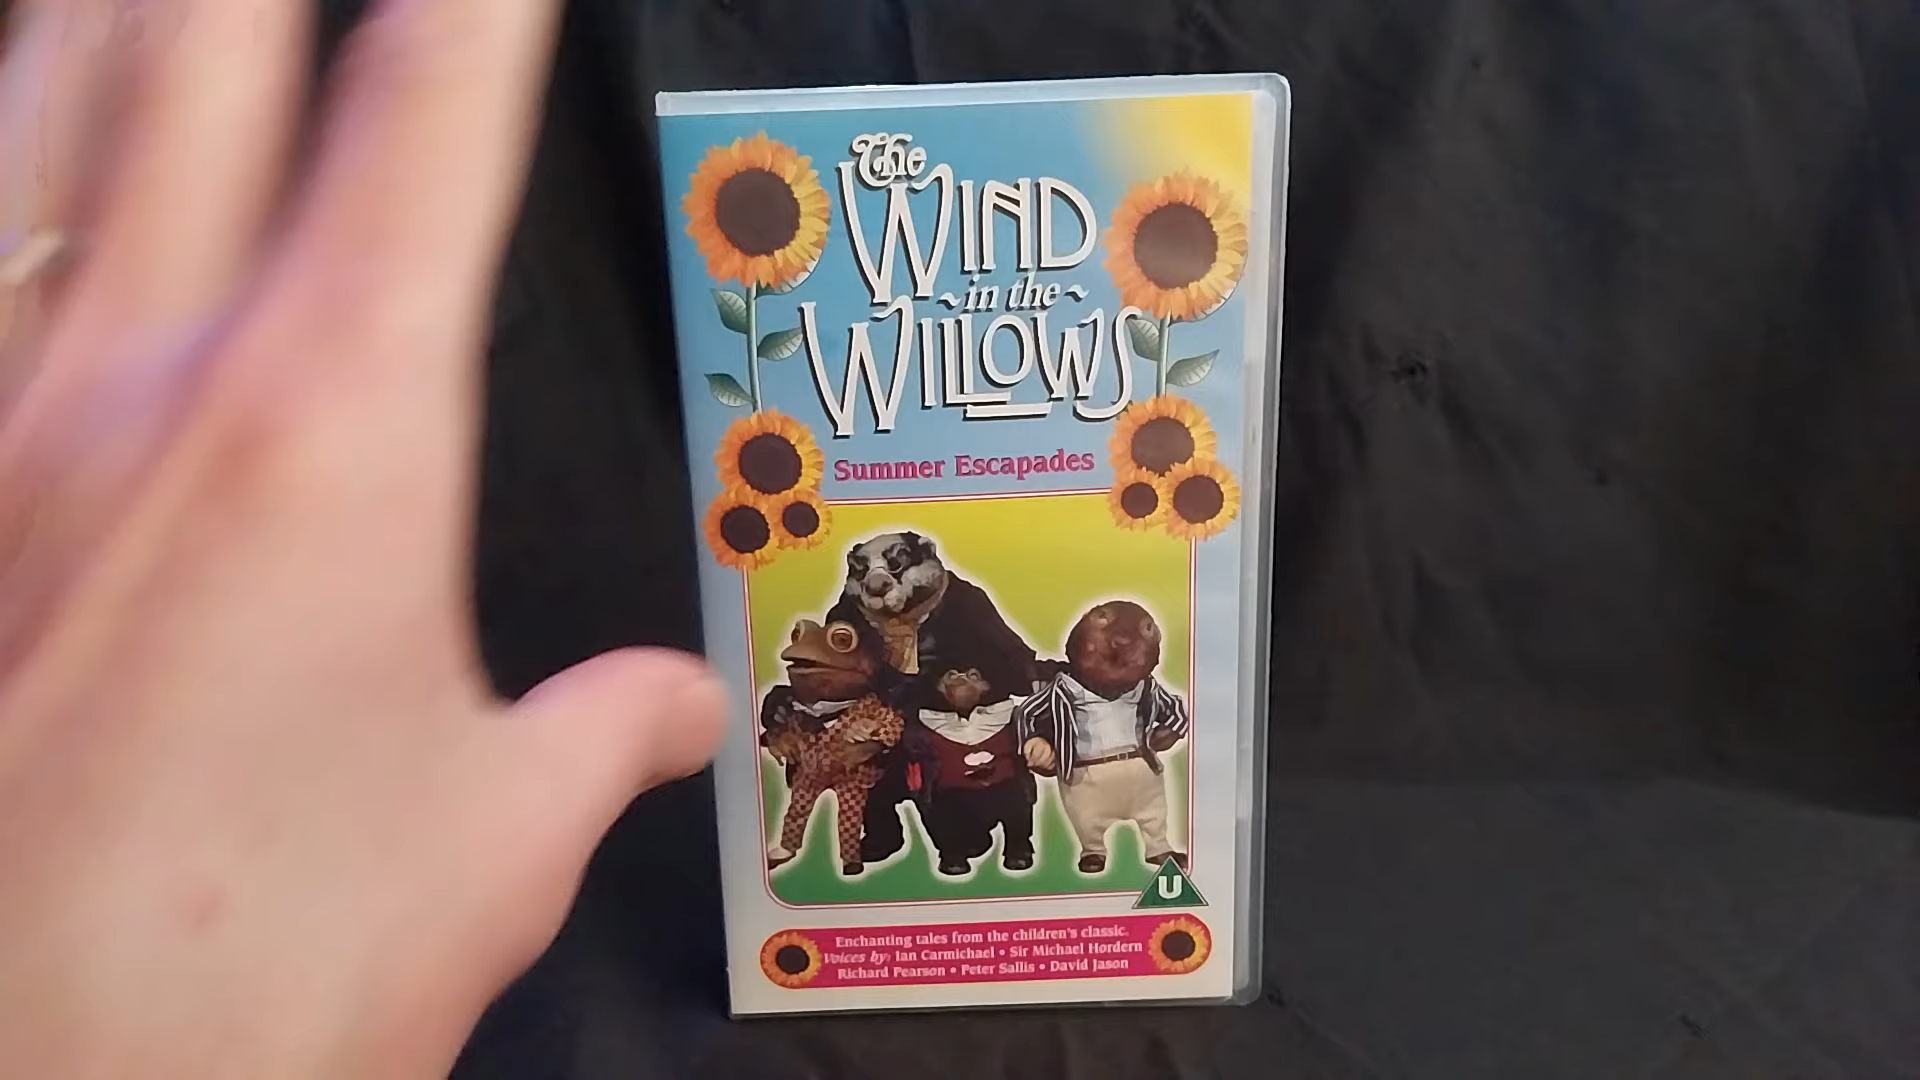 The
WIND
~in the~
WILLOWS
Summer Escapades
U
Enchanting tales from the children's classic.
Voices by: Ian Carmichael • Sir Michael Hordern
Richard Pearson • Peter Sallis • David Jason